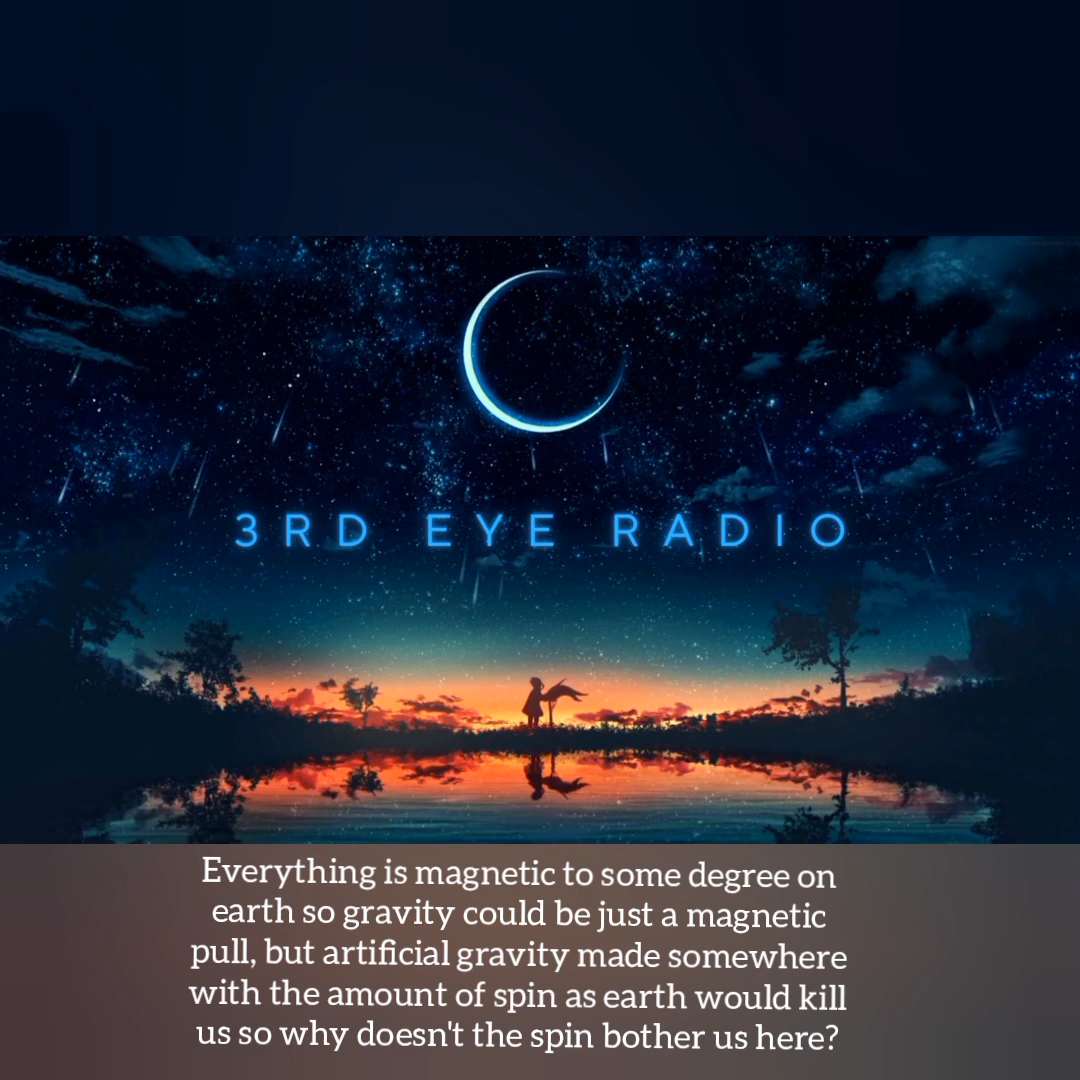 3RD EYE RADIO
Everything is magnetic to some degree on
earth so gravity could be just a magnetic
pull, but artificial gravity made somewhere
with the amount of spin as earth would kill
us so why doesn't the spin bother us here?